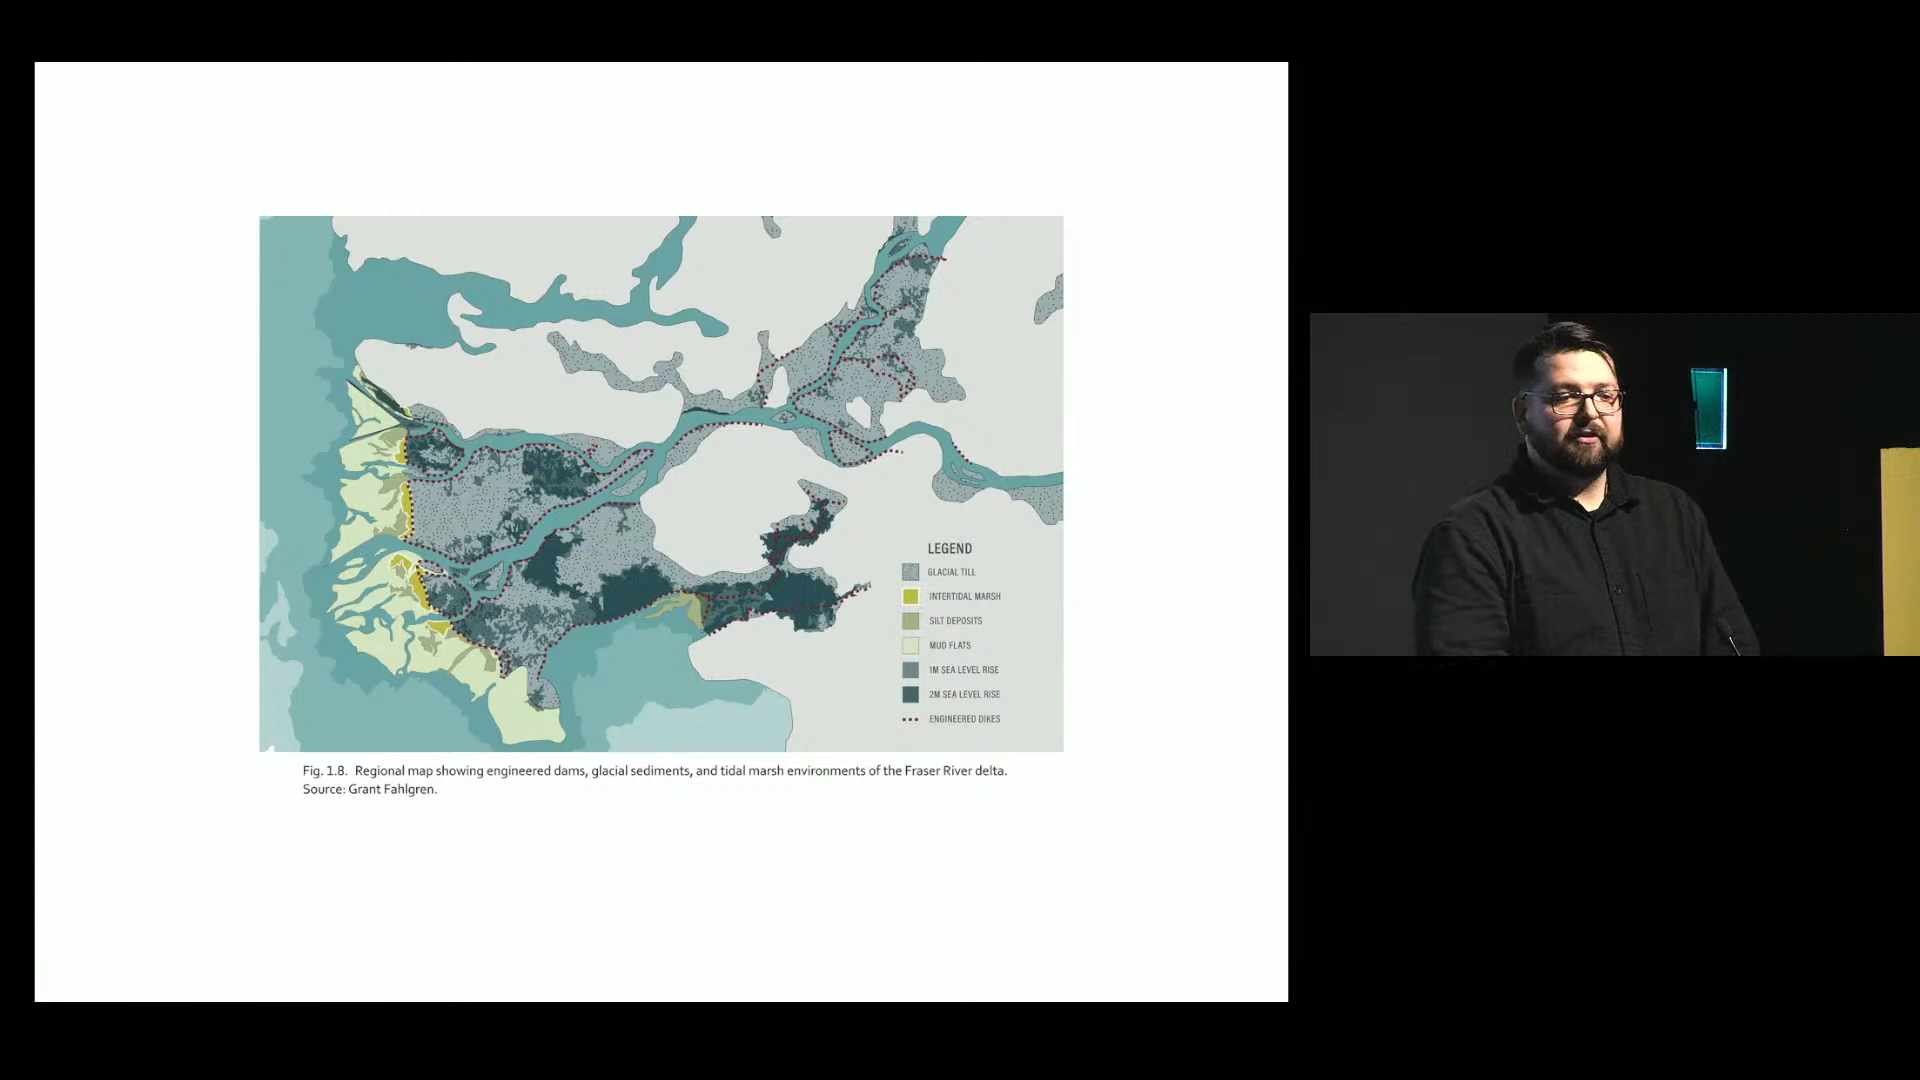 LEGEND
GLACIAL TILL
INTERTIDAL MARSH
SILT DEPOSITS
MUD FLATS
1M SEA LEVEL RISE
2M SEA LEVEL RISE
ENGINEERED DIKES
Fig. 1.8. Regional map showing engineered dams, glacial sediments, and tidal marsh environments of the Fraser River delta.
Source: Grant Fahlgren.